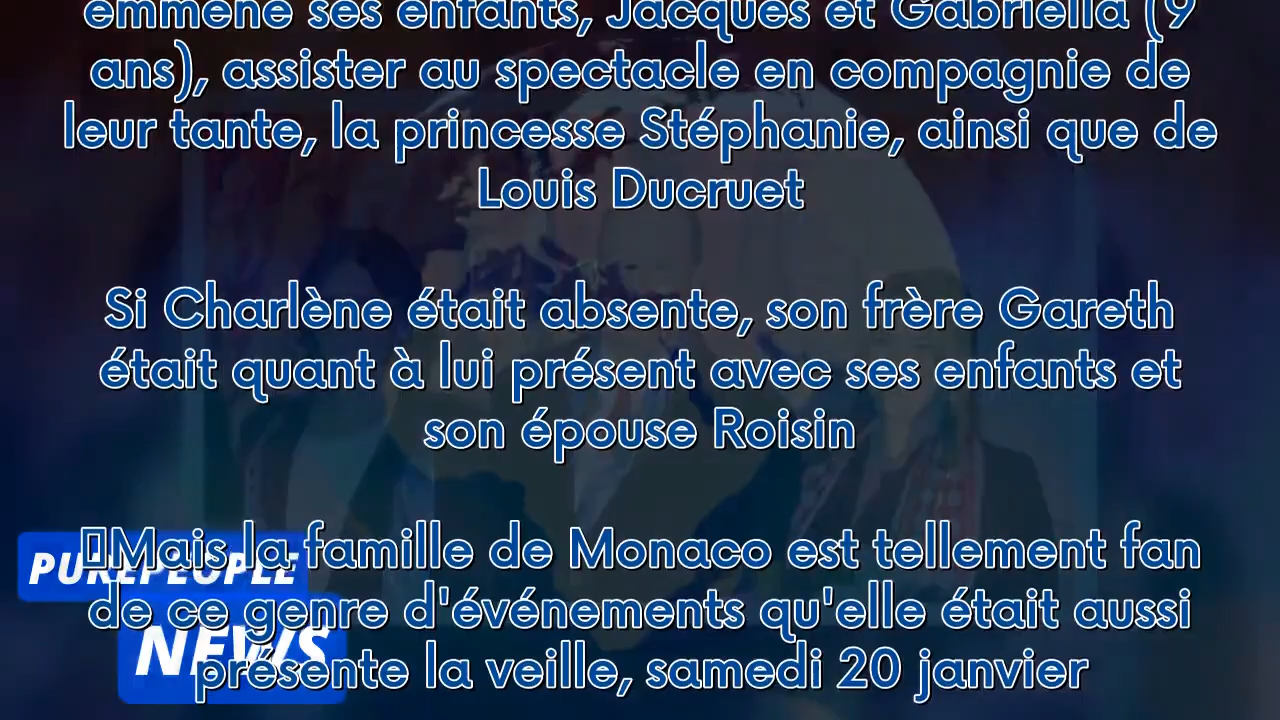 emmené ses enfants, Jacques et Gabriella (9
ans), assister au spectacle en compagnie de
leur tante, la princesse Stéphanie, ainsi que de
Louis Ducruet
Si Charlène était absente, son frère Gareth
était quant à lui présent avec ses enfants et
son épouse Roisin
Mais la famille de Monaco est tellement fan
de ce genre d'événements qu'elle était aussi
présente la veille, samedi 20 janvier
PUREPEOPLE
NEWS